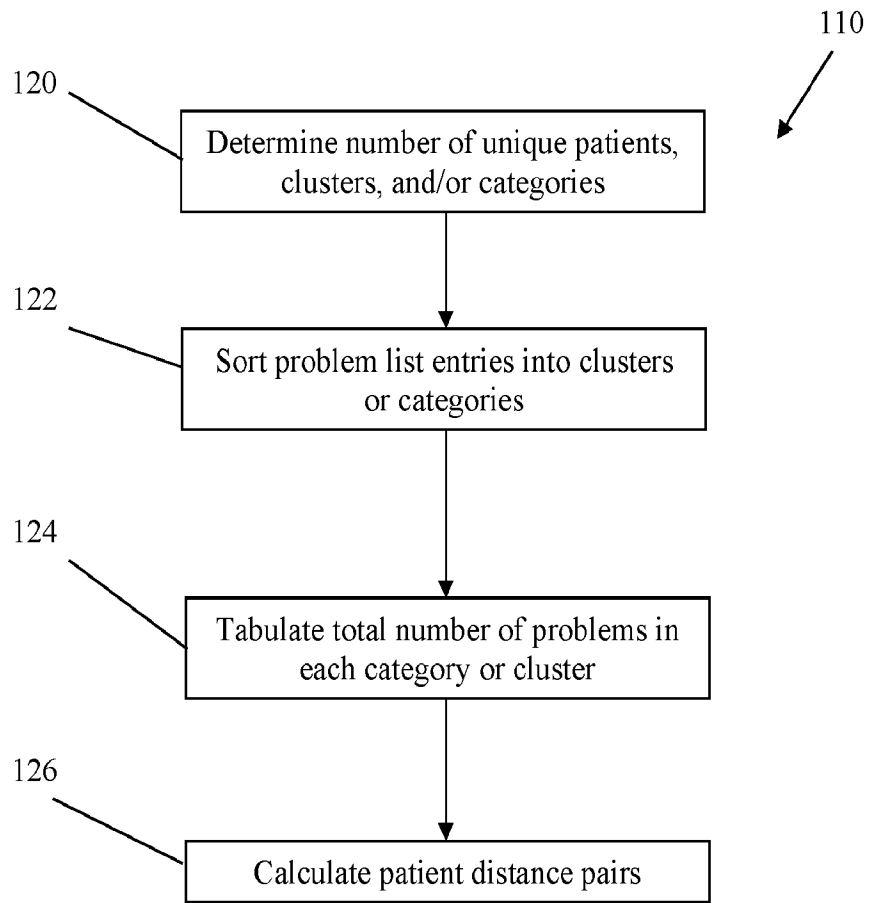 110
120
Determine number of unique patients,
clusters, and/or categories
122
Sort problem list entries into clusters
or categories
124
Tabulate total number of problems in
each category or cluster
126
Calculate patient distance pairs